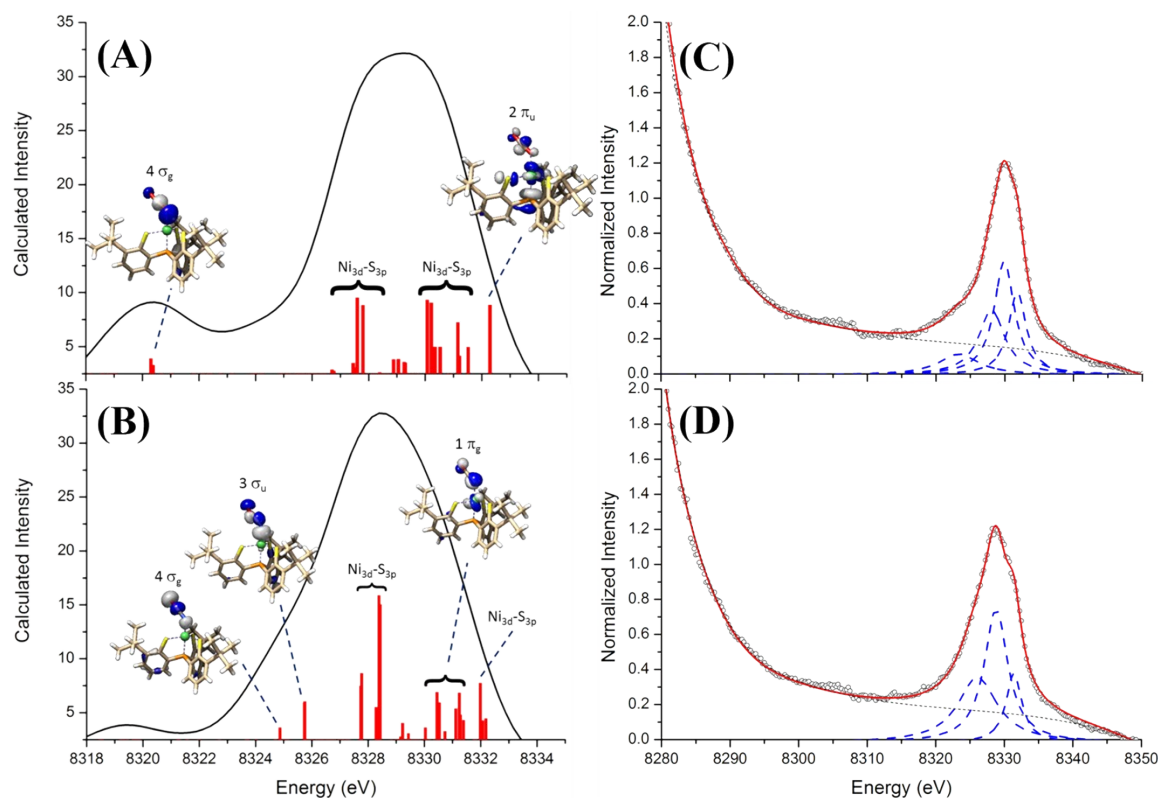 (A)
35
30
25
20
15
10
5
Calculated Intensity
4 σg
2 πu
Ni3d-S3p
Ni3d-S3p
(B)
35
30
25
20
15
10
5
Calculated Intensity
4 σg
3 σu
1 πg
Ni3d-S3p
Ni3d-S3p
8318 8320 8322 8324 8326 8328 8330 8332 8334
Energy (eV)
(C)
2.0
1.8
1.6
1.4
1.2
1.0
0.8
0.6
0.4
0.2
0.0
Normalized Intensity
(D)
2.0
1.8
1.6
1.4
1.2
1.0
0.8
0.6
0.4
0.2
0.0
Normalized Intensity
8280 8290 8300 8310 8320 8330 8340 8350
Energy (eV)